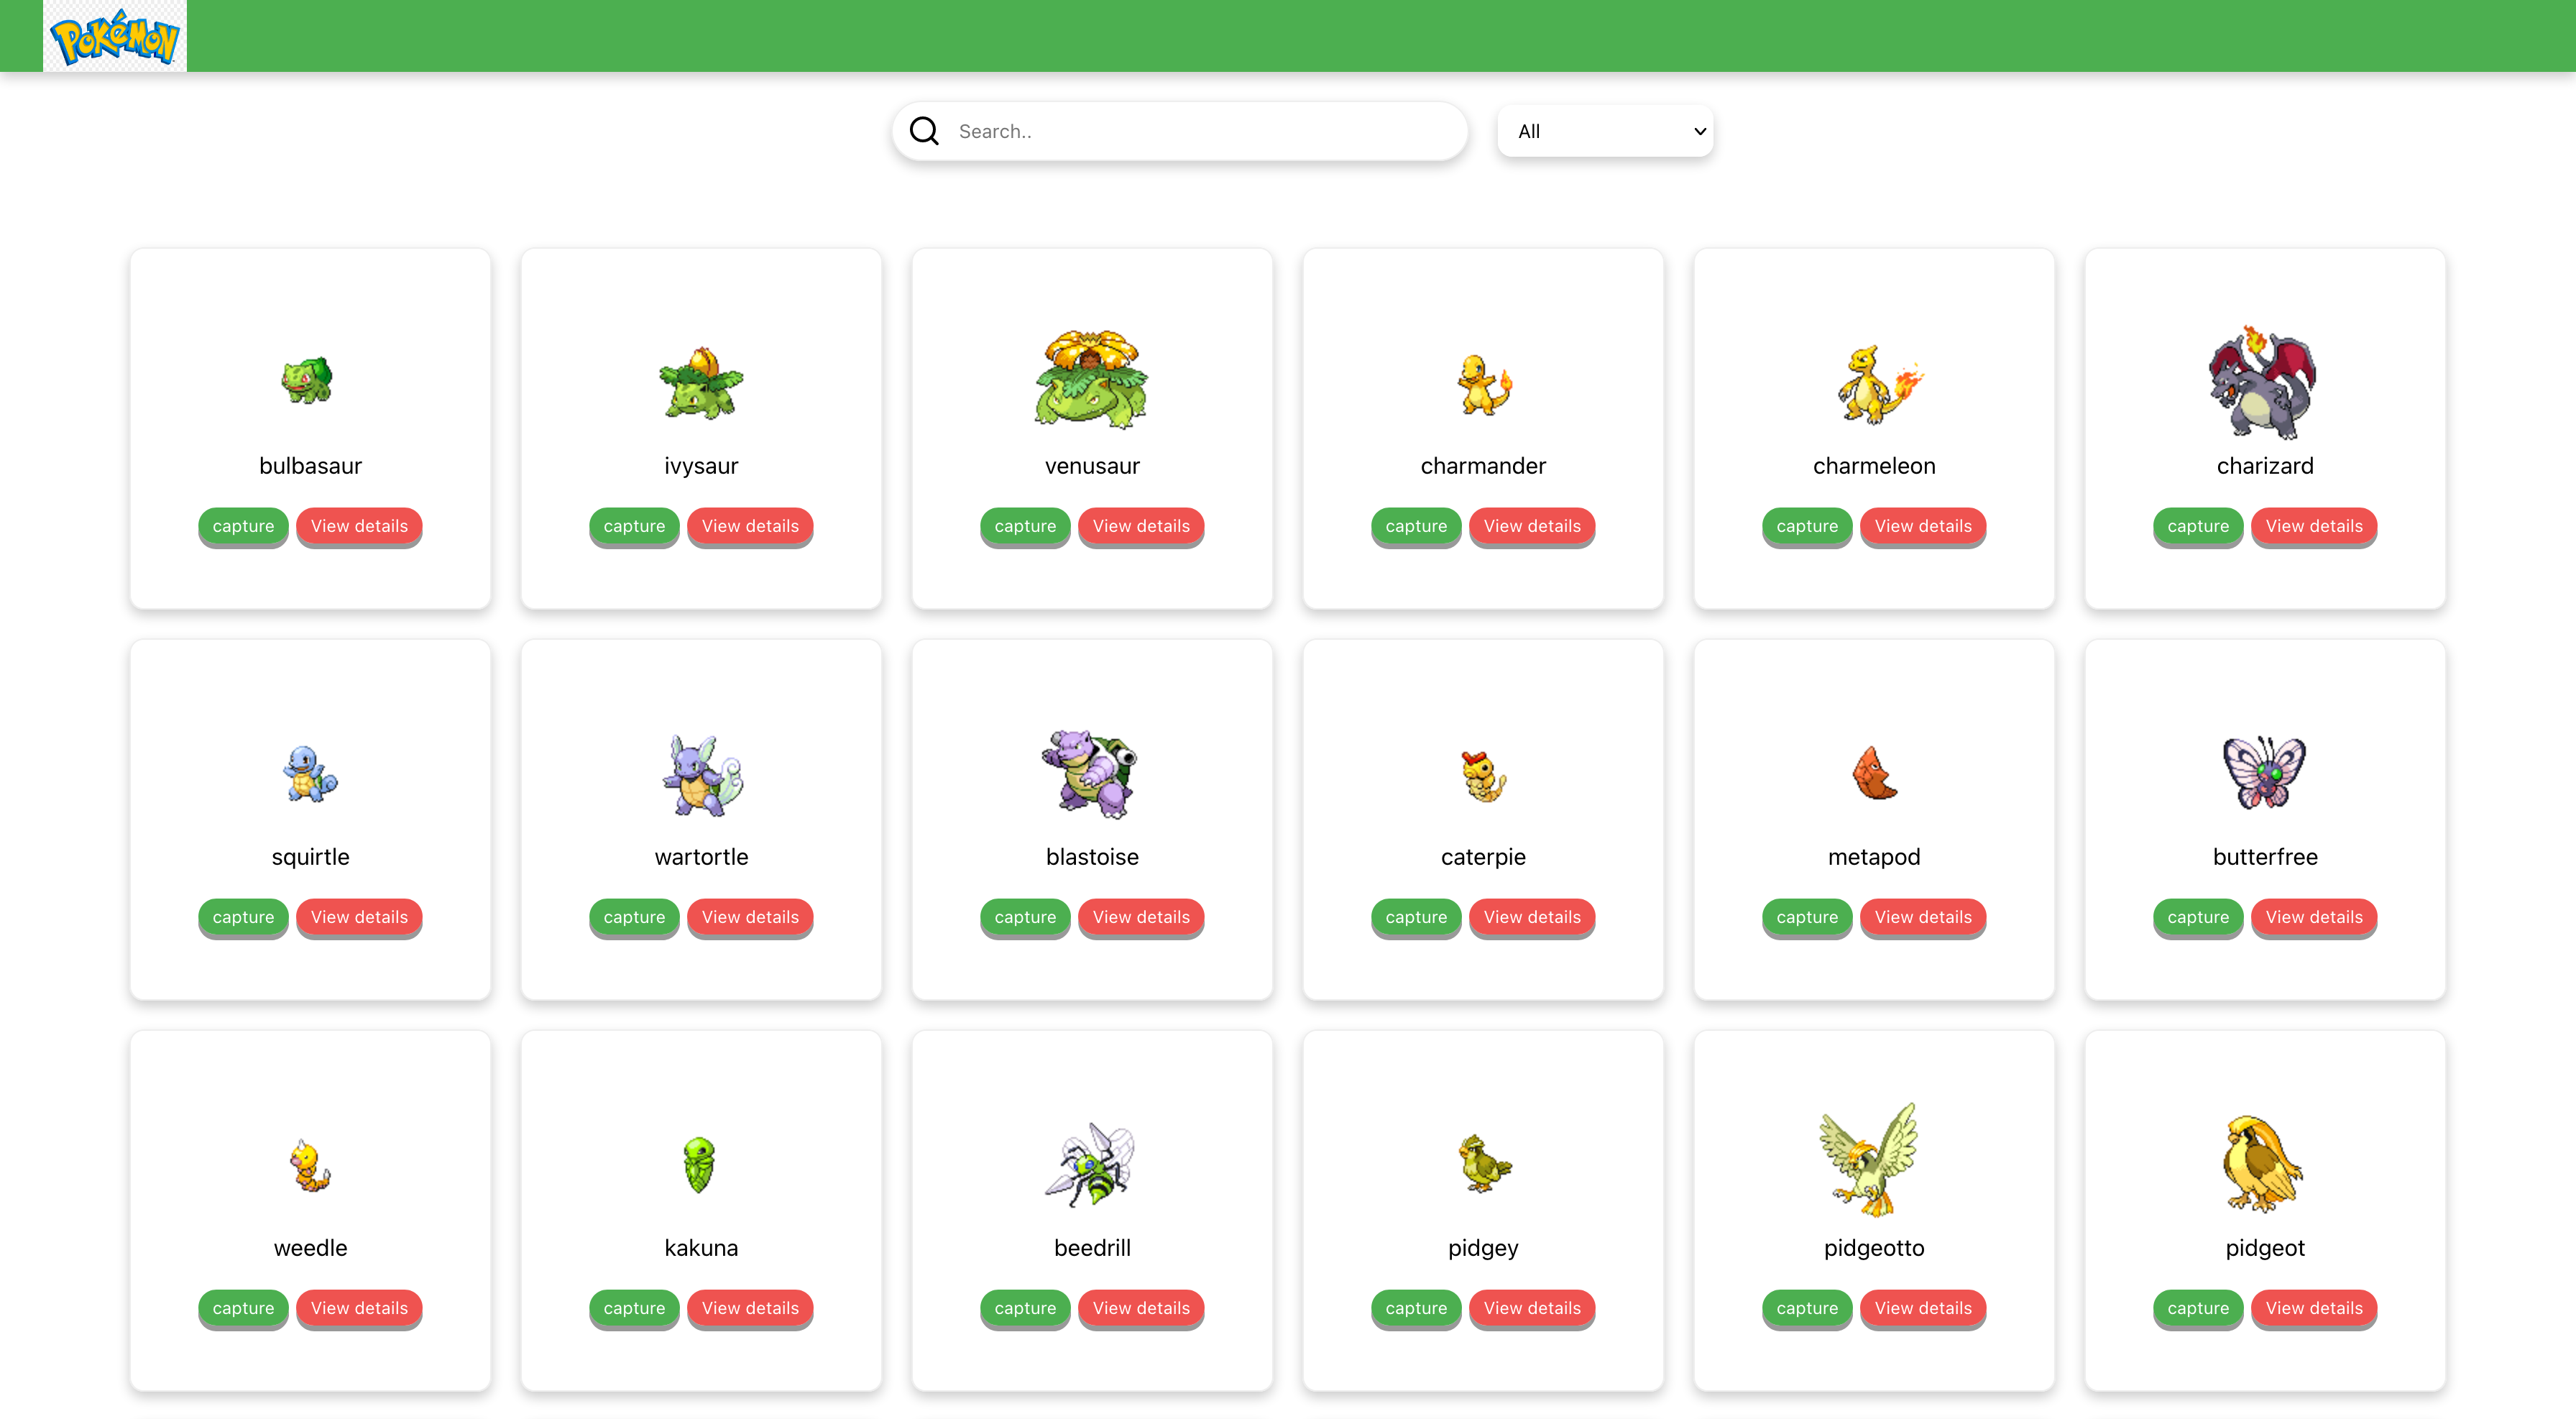 POKéMON
Search..
All
bulbasaur
ivysaur
venusaur
charmander
charmeleon
charizard
capture View details capture View details capture View details capture View details capture View details capture View details
squirtle
wartortle
blastoise
caterpie
metapod
butterfree
capture View details capture View details capture View details capture View details capture View details capture View details
weedle
kakuna
beedrill
pidgey
pidgeotto
pidgeot
capture View details capture View details capture View details capture View details capture View details capture View details